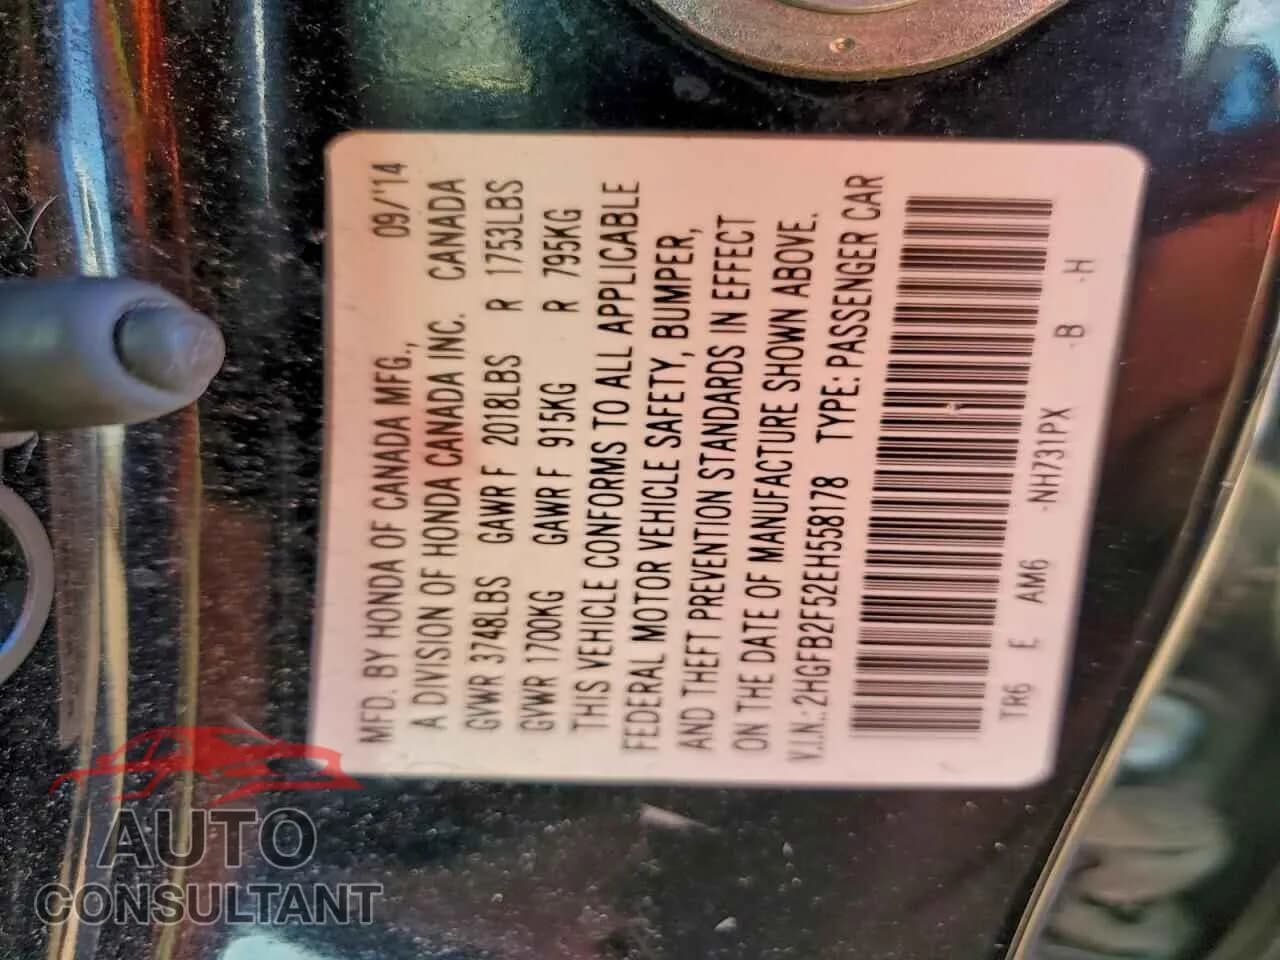 MFD. BY HONDA OF CANADA MFG., 09/'14
A DIVISION OF HONDA CANADA INC. CANADA
GVWR 3748LBS GAWR F 2018LBS R 1753LBS
GVWR 1700KG GAWR F 915KG R 795KG
THIS VEHICLE CONFORMS TO ALL APPLICABLE
FEDERAL MOTOR VEHICLE SAFETY, BUMPER,
AND THEFT PREVENTION STANDARDS IN EFFECT
ON THE DATE OF MANUFACTURE SHOWN ABOVE.
V.I.N.: 2HGFB2F52EH558178 TYPE: PASSENGER CAR
TR6 E AM6 -NH731PX -B -H
AUTO
CONSULTANT